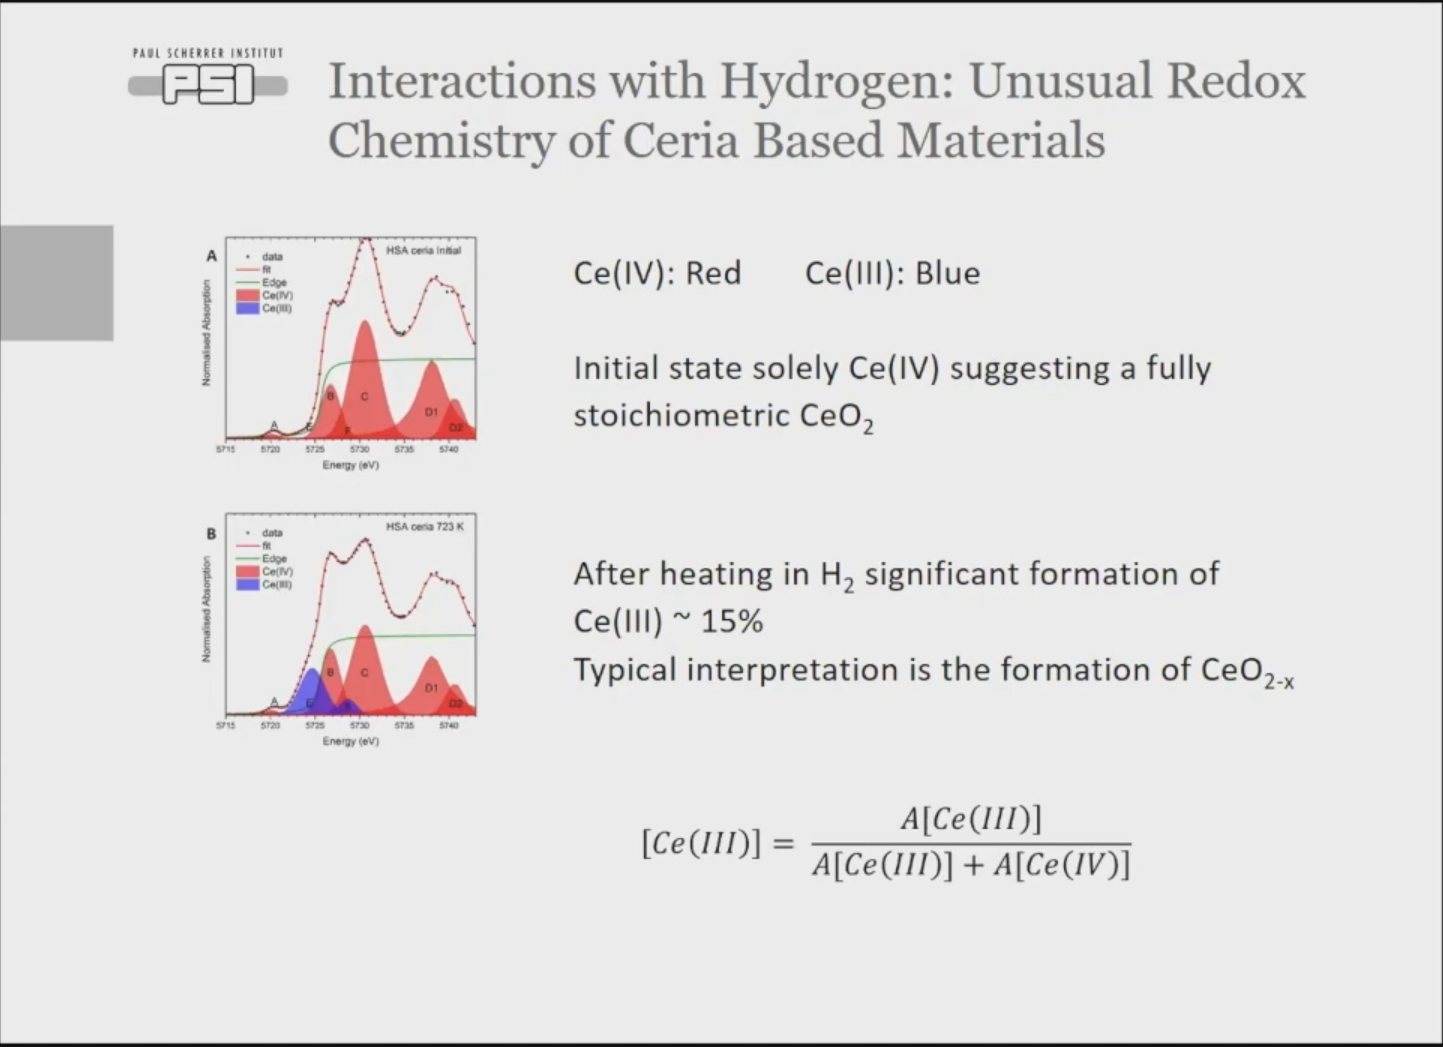 PAUL SCHERRER INSTITUT
PSI
Interactions with Hydrogen: Unusual Redox
Chemistry of Ceria Based Materials
A
HSA ceria Initial
data
fit
Edge
Ce(IV)
Ce(III)
Normalised Absorption
A
E
B
F
C
D1
D2
5715 5720 5725 5730 5735 5740
Energy (eV)
Ce(IV): Red Ce(III): Blue
Initial state solely Ce(IV) suggesting a fully
stoichiometric CeO₂
B
HSA ceria 723 K
data
fit
Edge
Ce(IV)
Ce(III)
Normalised Absorption
A
E
B
C
D1
D2
5715 5720 5725 5730 5735 5740
Energy (eV)
After heating in H₂ significant formation of
Ce(III) ~ 15%
Typical interpretation is the formation of CeO₂₋ₓ
[Ce(III)] = A[Ce(III)] / A[Ce(III)] + A[Ce(IV)]